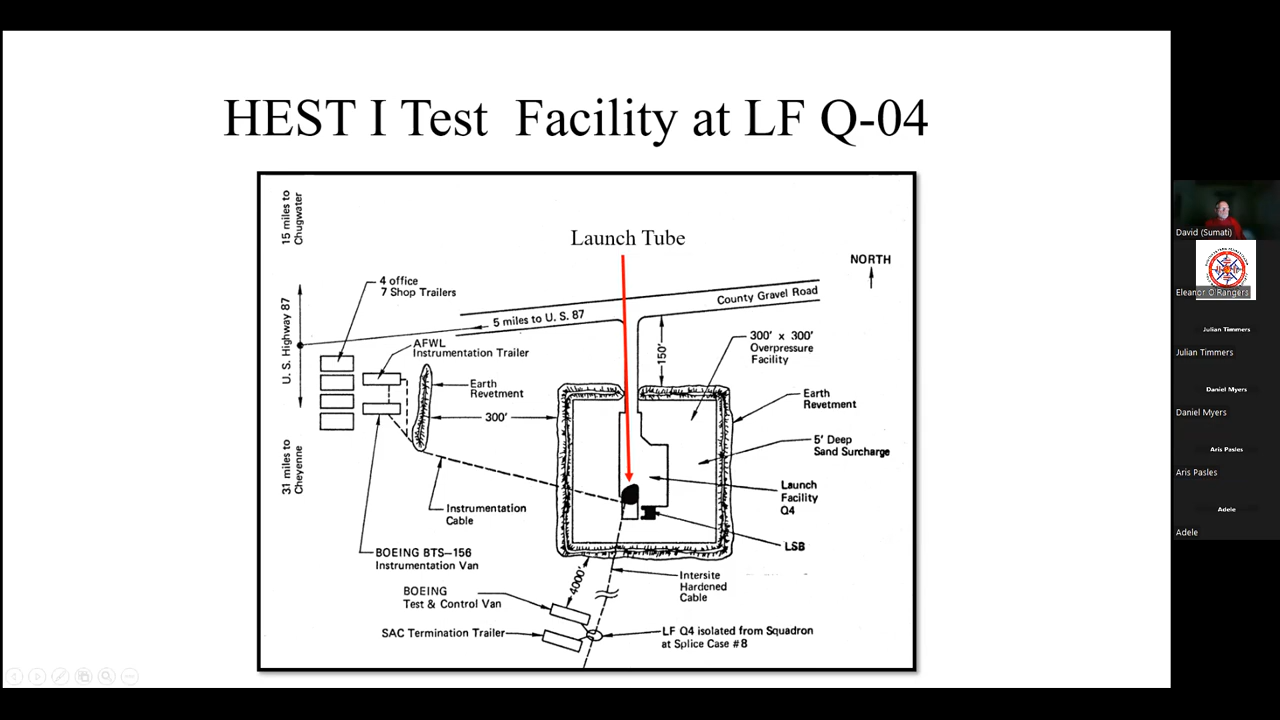 HEST I Test Facility at LF Q-04
15 miles to
Chugwater
U. S. Highway 87
31 miles to
Cheyenne
Launch Tube
NORTH
4 office
7 Shop Trailers
County Gravel Road
5 miles to U. S. 87
AFWL
Instrumentation Trailer
150'
300' x 300'
Overpressure
Facility
Earth
Revetment
300'
Earth
Revetment
5' Deep
Sand Surcharge
Launch
Facility
Q4
Instrumentation
Cable
LSB
BOEING BTS-156
Instrumentation Van
4000'
Intersite
Hardened
Cable
BOEING
Test & Control Van
SAC Termination Trailer
LF Q4 isolated from Squadron
at Splice Case #8
David (Sumati)
Eleanor O'Rangers
Julian Timmers
Julian Timmers
Daniel Myers
Daniel Myers
Aris Pasles
Aris Pasles
Adele
Adele